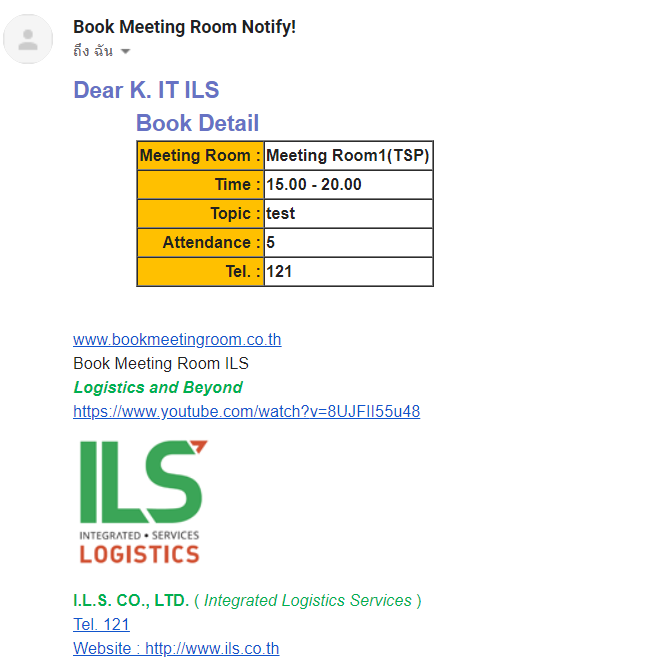 Book Meeting Room Notify!
ถึง ฉัน
Dear K. IT ILS
Book Detail
Meeting Room : Meeting Room1(TSP)
Time : 15.00 - 20.00
Topic : test
Attendance : 5
Tel. : 121
www.bookmeetingroom.co.th
Book Meeting Room ILS
Logistics and Beyond
https://www.youtube.com/watch?v=8UJFIl55u48
ILS
INTEGRATED • SERVICES
LOGISTICS
I.L.S. CO., LTD. ( Integrated Logistics Services )
Tel. 121
Website : http://www.ils.co.th